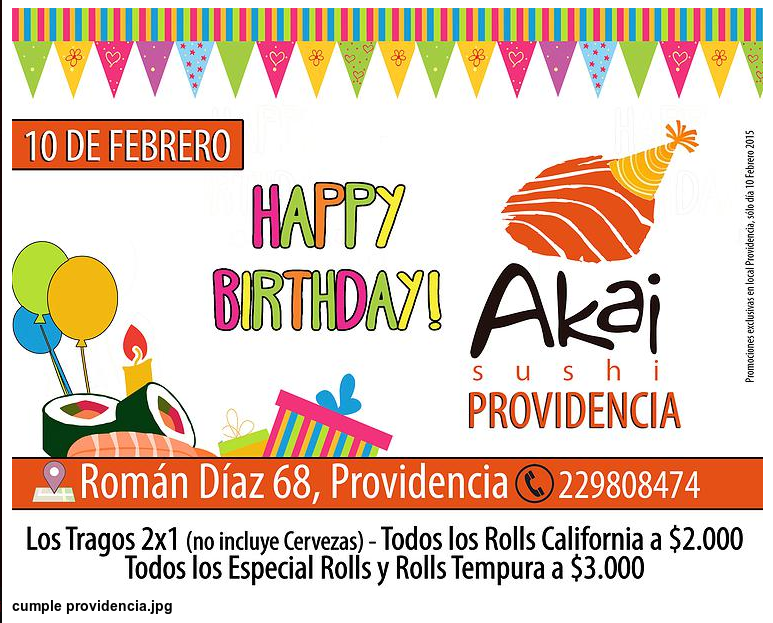 10 DE FEBRERO
HAPPY
BIRTHDAY!
Akai
sushi
PROVIDENCIA
Promociones exclusivas en local Providencia, sólo día 10 Febrero 2015
Román Díaz 68, Providencia 229808474
Los Tragos 2x1 (no incluye Cervezas) - Todos los Rolls California a $2.000
Todos los Especial Rolls y Rolls Tempura a $3.000
cumple providencia.jpg